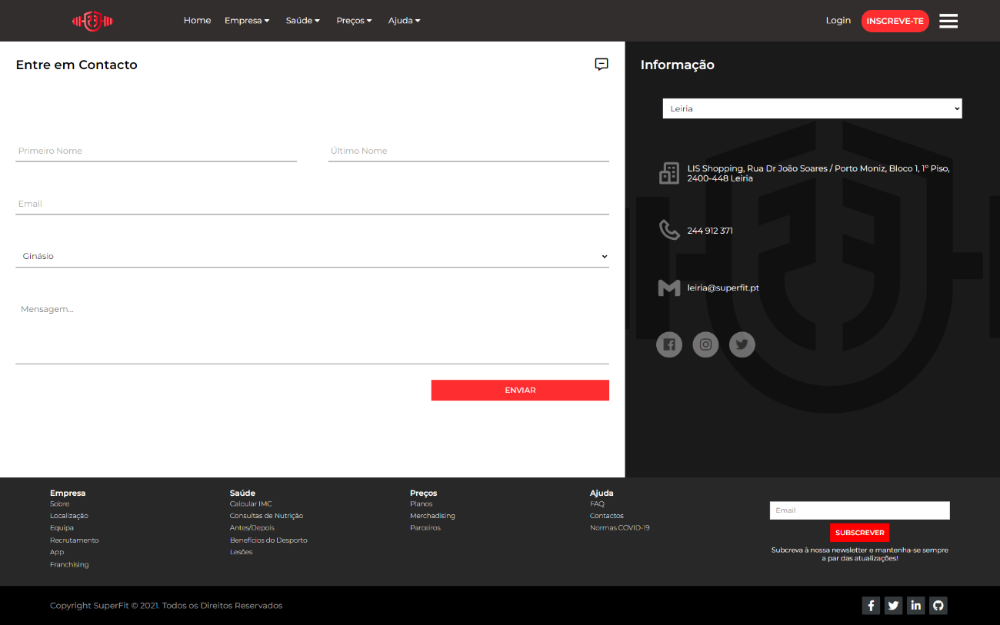 Home Empresa Saúde Preços Ajuda Login INSCREVE-TE
Entre em Contacto
Primeiro Nome Último Nome
Email
Ginásio
Mensagem...
ENVIAR
Informação
Leiria
LIS Shopping, Rua Dr João Soares / Porto Moniz, Bloco 1, 1º Piso,
2400-448 Leiria
244 912 371
leiria@superfit.pt
Empresa
Sobre
Localização
Equipa
Recrutamento
App
Franchising
Saúde
Calcular IMC
Consultas de Nutrição
Antes/Depois
Benefícios do Desporto
Lesões
Preços
Planos
Merchadising
Parceiros
Ajuda
FAQ
Contactos
Normas COVID-19
Email
SUBSCREVER
Subcreva à nossa newsletter e mantenha-se sempre
a par das atualizações!
Copyright SuperFit © 2021. Todos os Direitos Reservados